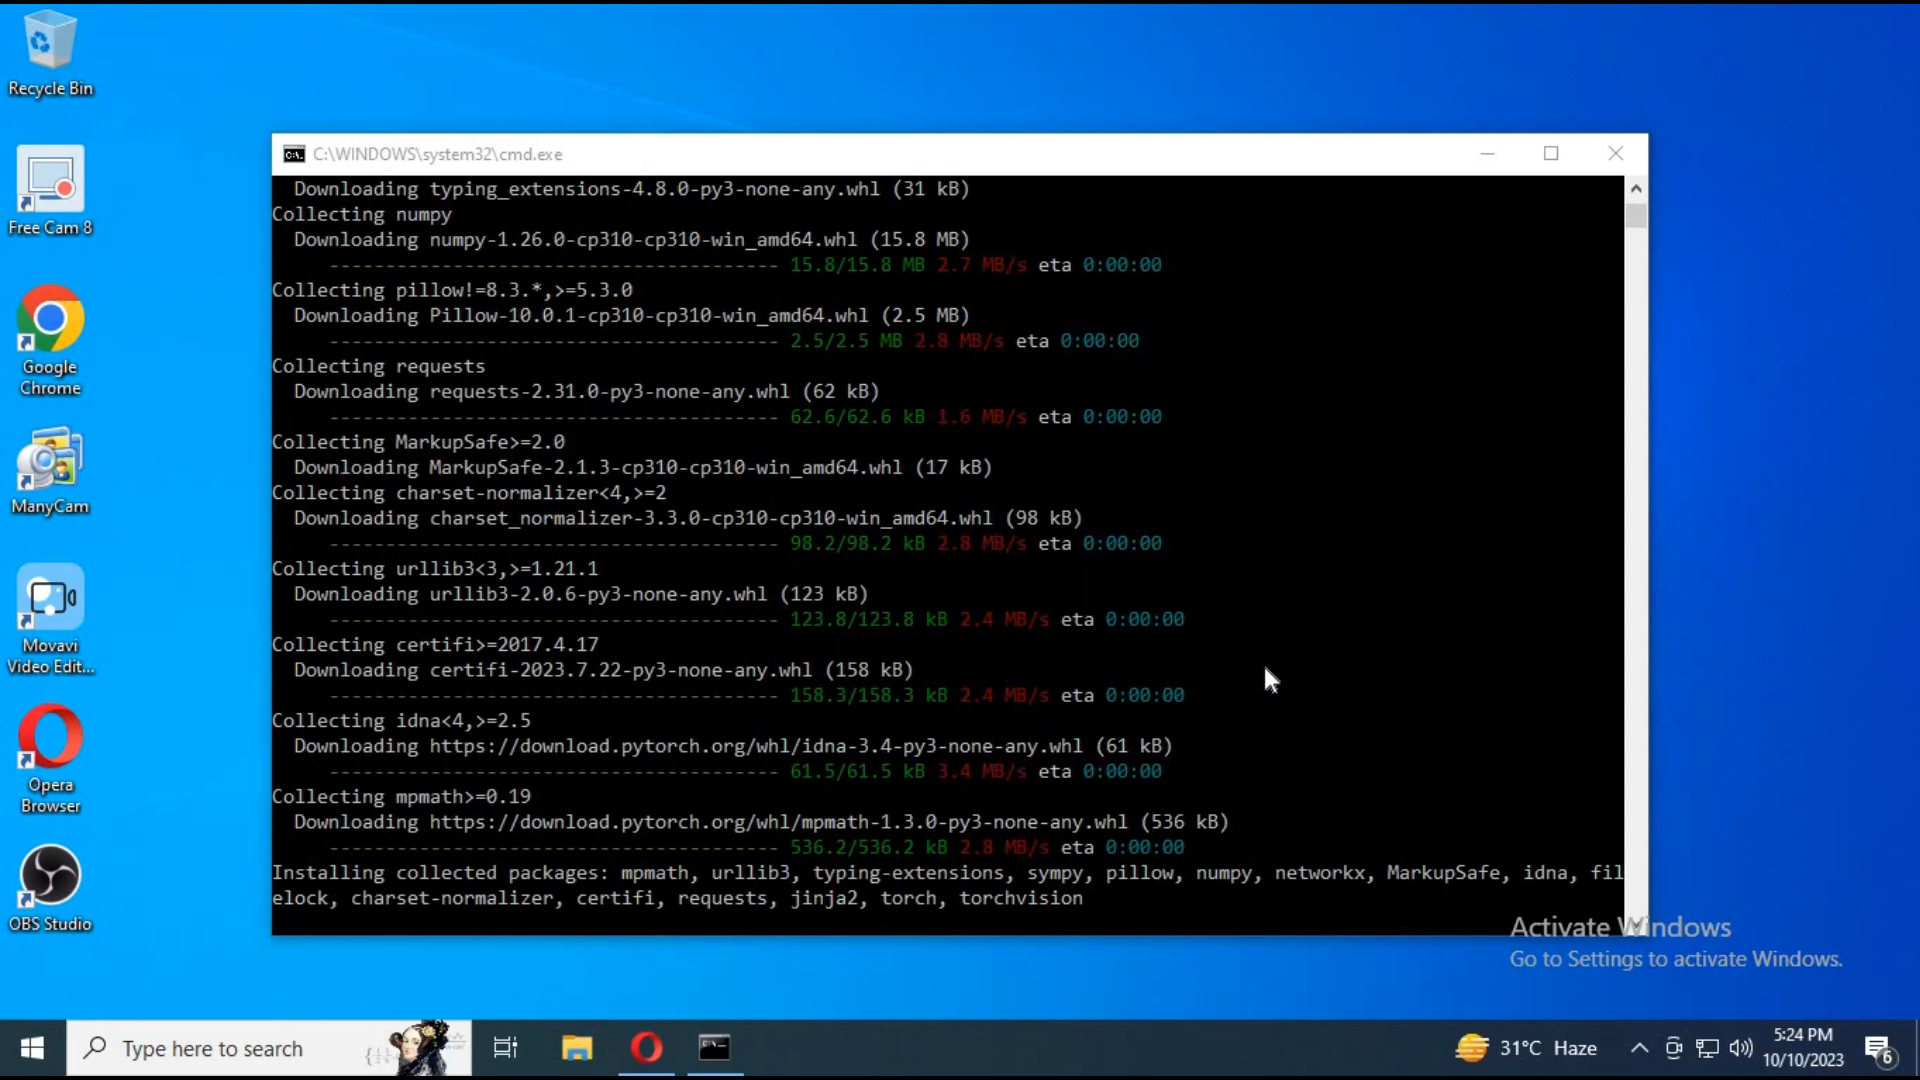 Recycle Bin
Free Cam 8
Google
Chrome
ManyCam
Movavi
Video Edit...
Opera
Browser
OBS Studio
C:\WINDOWS\system32\cmd.exe
Downloading typing_extensions-4.8.0-py3-none-any.whl (31 kB)
Collecting numpy
Downloading numpy-1.26.0-cp310-cp310-win_amd64.whl (15.8 MB)
---------------------------------------- 15.8/15.8 MB 2.7 MB/s eta 0:00:00
Collecting pillow!=8.3.*,>=5.3.0
Downloading Pillow-10.0.1-cp310-cp310-win_amd64.whl (2.5 MB)
---------------------------------------- 2.5/2.5 MB 2.8 MB/s eta 0:00:00
Collecting requests
Downloading requests-2.31.0-py3-none-any.whl (62 kB)
---------------------------------------- 62.6/62.6 kB 1.6 MB/s eta 0:00:00
Collecting MarkupSafe>=2.0
Downloading MarkupSafe-2.1.3-cp310-cp310-win_amd64.whl (17 kB)
Collecting charset-normalizer<4,>=2
Downloading charset_normalizer-3.3.0-cp310-cp310-win_amd64.whl (98 kB)
---------------------------------------- 98.2/98.2 kB 2.8 MB/s eta 0:00:00
Collecting urllib3<3,>=1.21.1
Downloading urllib3-2.0.6-py3-none-any.whl (123 kB)
---------------------------------------- 123.8/123.8 kB 2.4 MB/s eta 0:00:00
Collecting certifi>=2017.4.17
Downloading certifi-2023.7.22-py3-none-any.whl (158 kB)
---------------------------------------- 158.3/158.3 kB 2.4 MB/s eta 0:00:00
Collecting idna<4,>=2.5
Downloading https://download.pytorch.org/whl/idna-3.4-py3-none-any.whl (61 kB)
---------------------------------------- 61.5/61.5 kB 3.4 MB/s eta 0:00:00
Collecting mpmath>=0.19
Downloading https://download.pytorch.org/whl/mpmath-1.3.0-py3-none-any.whl (536 kB)
---------------------------------------- 536.2/536.2 kB 2.8 MB/s eta 0:00:00
Installing collected packages: mpmath, urllib3, typing-extensions, sympy, pillow, numpy, networkx, MarkupSafe, idna, fil
elock, charset-normalizer, certifi, requests, jinja2, torch, torchvision
Activate Windows
Go to Settings to activate Windows.
Type here to search
31°C Haze
5:24 PM
10/10/2023
6